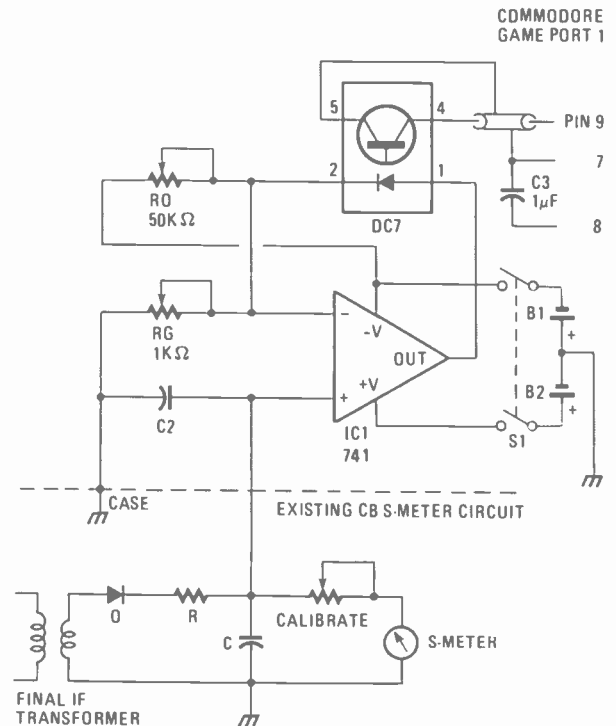 COMMODORE
GAME PORT 1
5
4
PIN 9
7
C3
1µF
8
2
1
DC7
RO
50KΩ
RG
1KΩ
−
-V
OUT
+
+V
IC1
741
C2
B1
+
B2
+
S1
CASE
EXISTING CB S-METER CIRCUIT
O
R
C
CALIBRATE
S-METER
FINAL IF
TRANSFORMER